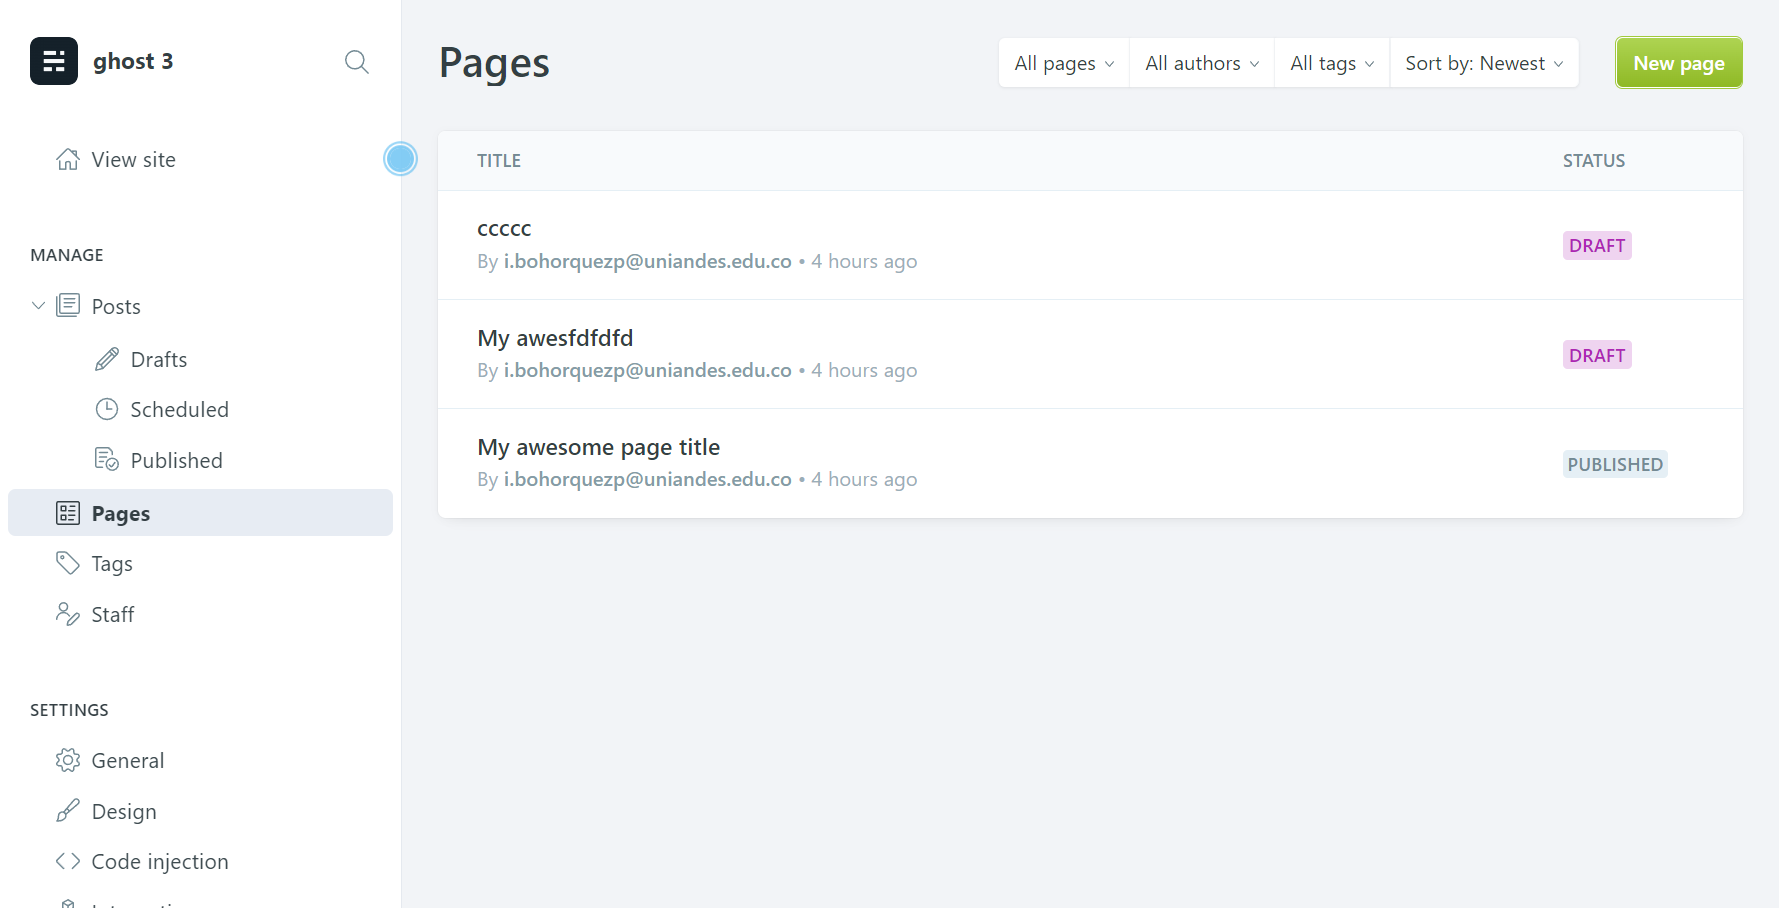 ghost 3
View site
MANAGE
Posts
Drafts
Scheduled
Published
Pages
Tags
Staff
SETTINGS
General
Design
Code injection
Pages
All pages
All authors
All tags
Sort by: Newest
New page
TITLE
STATUS
ccccc
By i.bohorquezp@uniandes.edu.co • 4 hours ago
DRAFT
My awesfdfdfd
By i.bohorquezp@uniandes.edu.co • 4 hours ago
DRAFT
My awesome page title
By i.bohorquezp@uniandes.edu.co • 4 hours ago
PUBLISHED